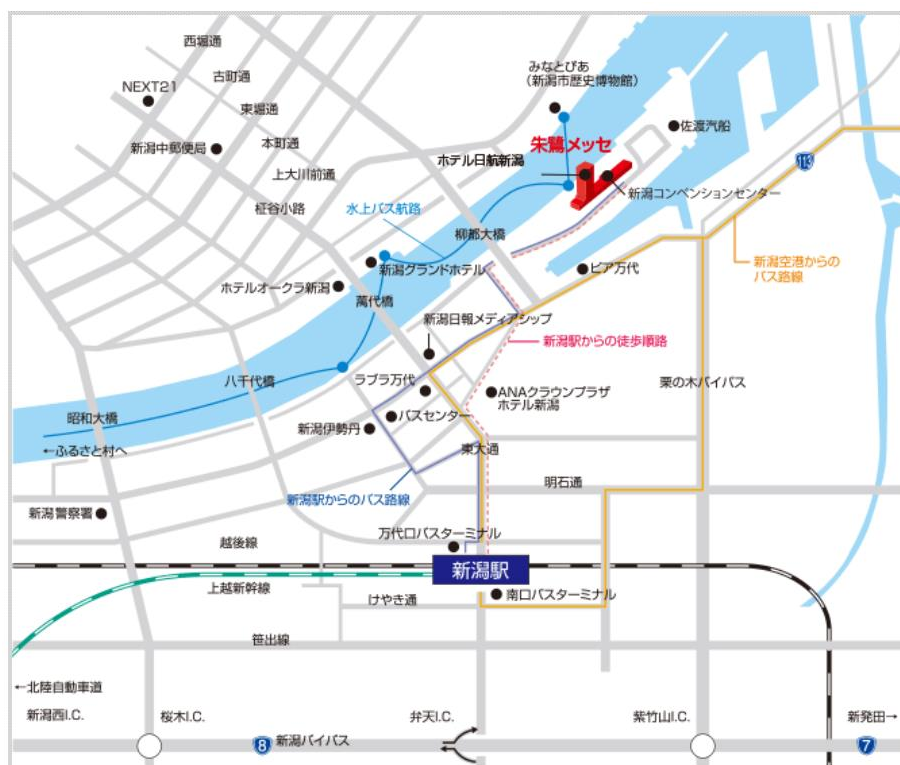 西堀通
みなとぴあ
(新潟市歴史博物館)
古町通
NEXT21
東堀通
佐渡汽船
本町通
朱鷺メッセ
新潟中郵便局
ホテル日航新潟
113
上大川前通
新潟コンベンションセンター
柾谷小路
水上バス航路
柳都大橋
新潟空港からの
バス路線
新潟グランドホテル
ピア万代
ホテルオークラ新潟
萬代橋
新潟日報メディアシップ
新潟駅からの徒歩順路
八千代橋
ラブラ万代
栗の木バイパス
ANAクラウンプラザ
ホテル新潟
昭和大橋
バスセンター
新潟伊勢丹
←ふるさと村へ
東大通
明石通
新潟駅からのバス路線
新潟警察署
万代口バスターミナル
越後線
新潟駅
上越新幹線
けやき通
南口バスターミナル
笹出線
←北陸自動車道
新潟西I.C.
桜木I.C.
弁天I.C.
紫竹山I.C.
新発田→
8
新潟バイパス
7